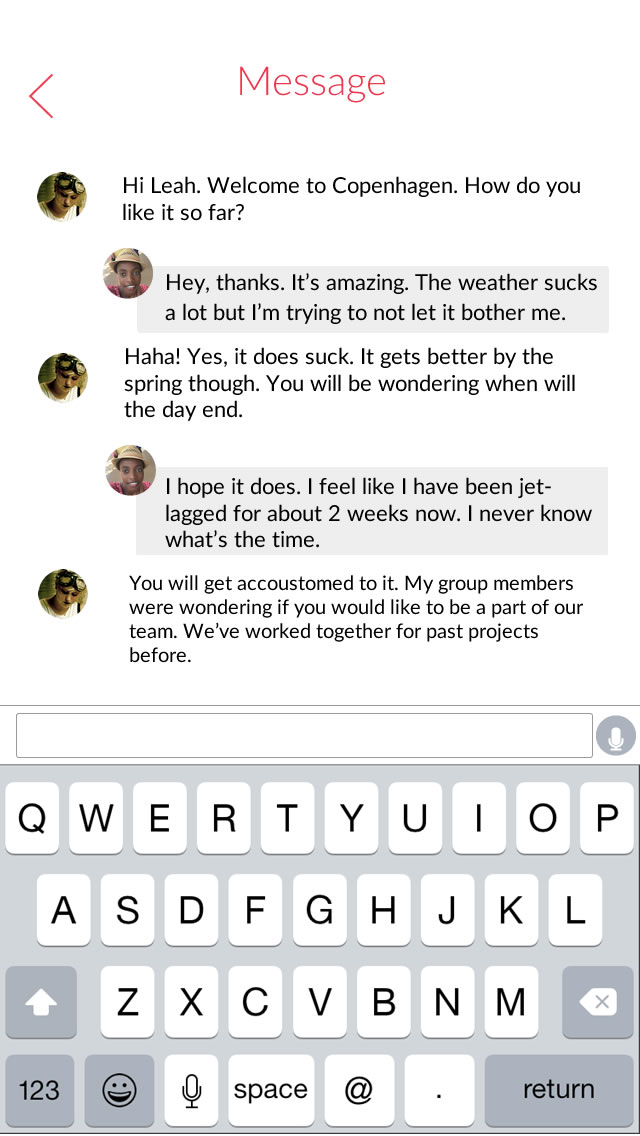 Message
Hi Leah. Welcome to Copenhagen. How do you
like it so far?
Hey, thanks. It’s amazing. The weather sucks
a lot but I’m trying to not let it bother me.
Haha! Yes, it does suck. It gets better by the
spring though. You will be wondering when will
the day end.
I hope it does. I feel like I have been jet-
lagged for about 2 weeks now. I never know
what’s the time.
You will get accoustomed to it. My group members
were wondering if you would like to be a part of our
team. We’ve worked together for past projects
before.
Q W E R T Y U I O P
A S D F G H J K L
Z X C V B N M
123 space @ . return